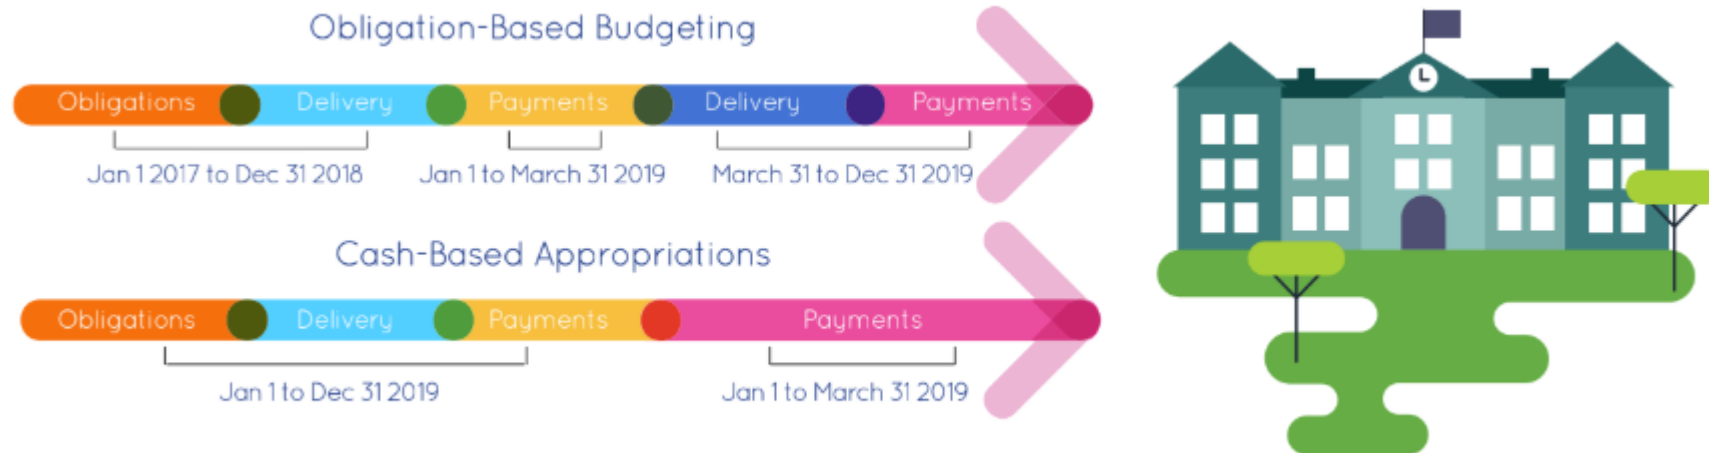 Obligation-Based Budgeting
Obligations Delivery Payments Delivery Payments
Jan 1 2017 to Dec 31 2018 Jan 1 to March 31 2019 March 31 to Dec 31 2019
Cash-Based Appropriations
Obligations Delivery Payments Payments
Jan 1 to Dec 31 2019 Jan 1 to March 31 2019